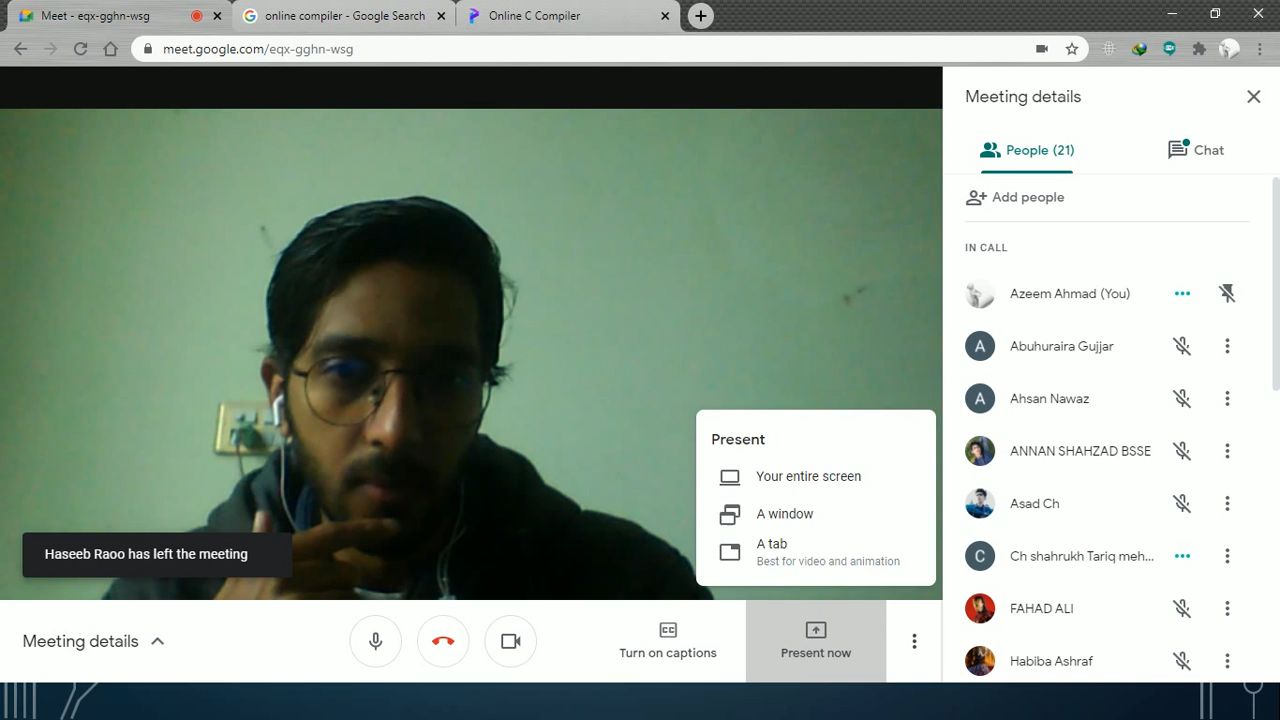 Meet - eqx-gghn-wsg
online compiler - Google Search
Online C Compiler
meet.google.com/eqx-gghn-wsg
Meeting details
People (21)
Chat
Add people
IN CALL
Azeem Ahmad (You)
A
Abuhuraira Gujjar
A
Ahsan Nawaz
ANNAN SHAHZAD BSSE
Asad Ch
C
Ch shahrukh Tariq meh...
FAHAD ALI
Habiba Ashraf
Present
Your entire screen
A window
A tab
Best for video and animation
Haseeb Raoo has left the meeting
Meeting details
CC
Turn on captions
Present now